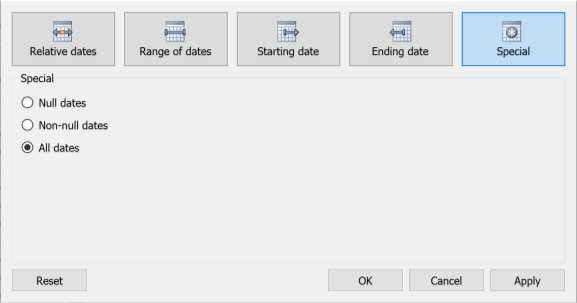 Relative dates Range of dates Starting date Ending date Special
Special
Null dates
Non-null dates
All dates
Reset OK Cancel Apply